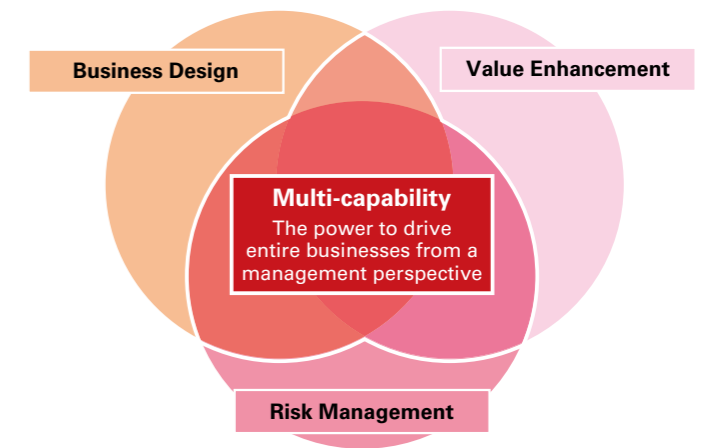 Business Design
Value Enhancement
Multi-capability
The power to drive
entire businesses from a
management perspective
Risk Management